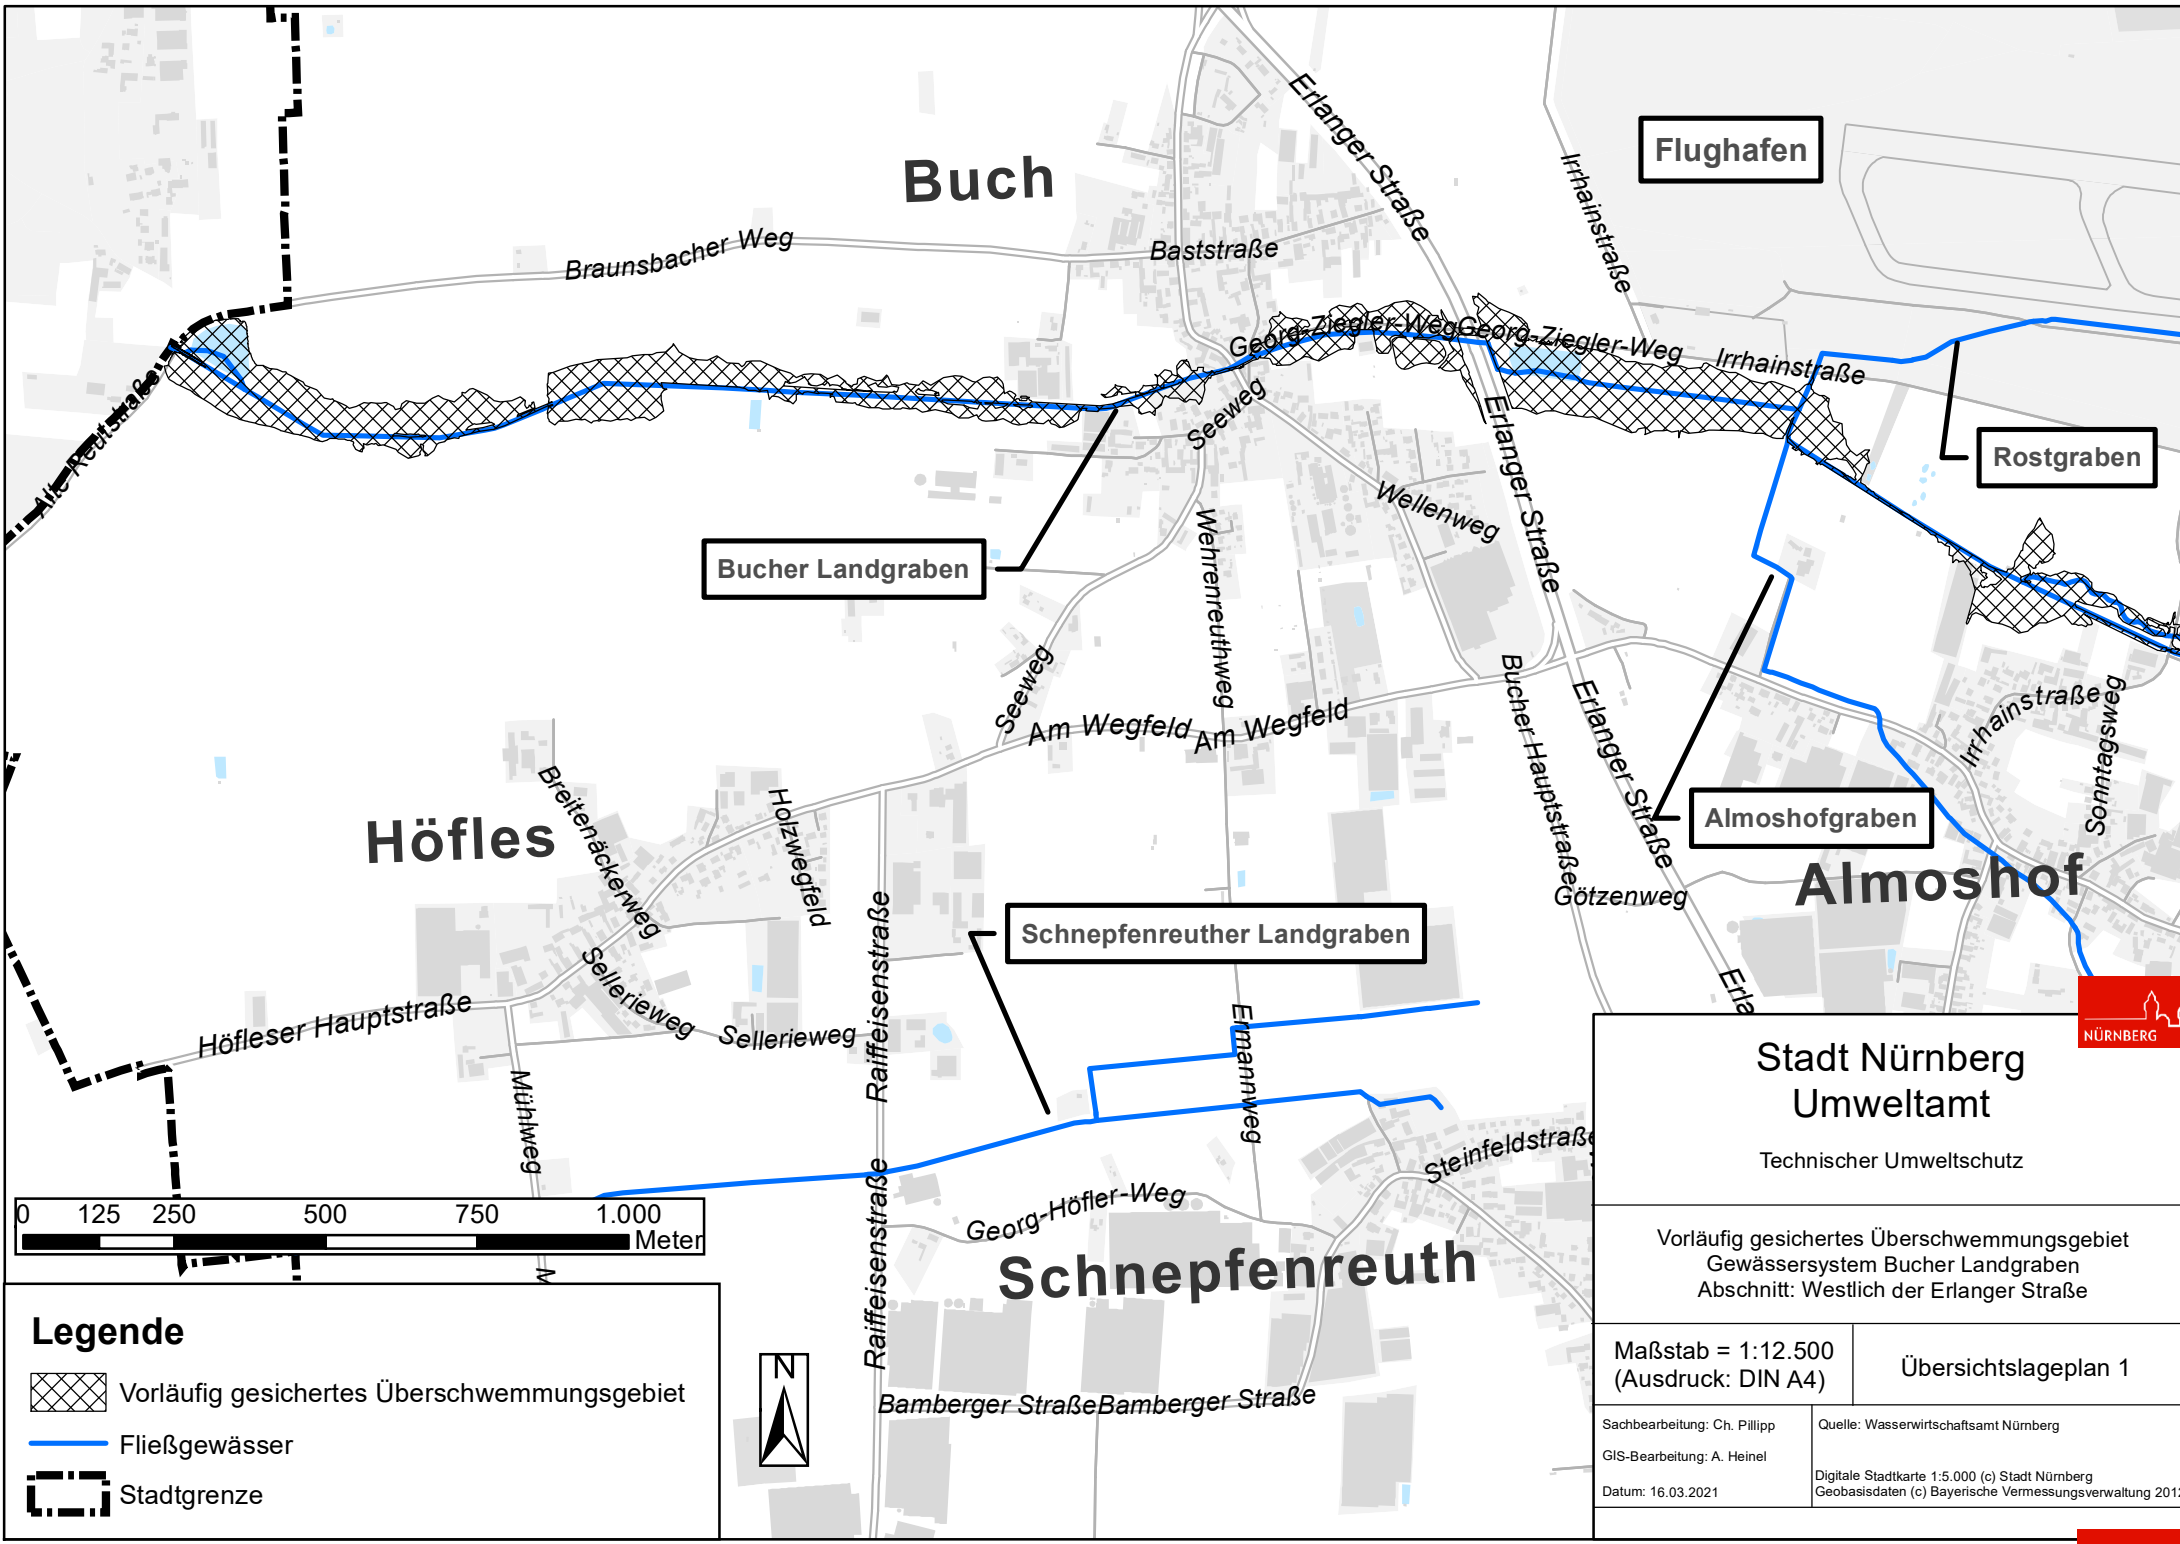 Buch
Flughafen
Erlanger Straße
Irrhainstraße
Braunsbacher Weg
Baststraße
Georg-Ziegler-Weg
Georg-Ziegler-Weg
Irrhainstraße
Alte Reutstraße
Seeweg
Erlanger Straße
Rostgraben
Wellenweg
Bucher Landgraben
Wehrenreuthweg
Seeweg
Am Wegfeld
Am Wegfeld
Bucher Hauptstraße
Erlanger Straße
Irrhainstraße
Sonntagsweg
Almoshofgraben
Almoshof
Höfles
Breitenäckerweg
Holzwegfeld
Götzenweg
Schnepfenreuther Landgraben
Raiffeisenstraße
Sellerieweg
Sellerieweg
Höfleser Hauptstraße
Erla
Ermannweg
Mühlweg
Steinfeldstraße
Raiffeisenstraße
Georg-Höfler-Weg
Schnepfenreuth
Bamberger Straße
Bamberger Straße
M
0 125 250 500 750 1.000
Meter
Legende
Vorläufig gesichertes Überschwemmungsgebiet
Fließgewässer
Stadtgrenze
N
NÜRNBERG
Stadt Nürnberg
Umweltamt
Technischer Umweltschutz
Vorläufig gesichertes Überschwemmungsgebiet
Gewässersystem Bucher Landgraben
Abschnitt: Westlich der Erlanger Straße
Maßstab = 1:12.500
(Ausdruck: DIN A4)
Übersichtslageplan 1
Sachbearbeitung: Ch. Pillipp
GIS-Bearbeitung: A. Heinel
Datum: 16.03.2021
Quelle: Wasserwirtschaftsamt Nürnberg
Digitale Stadtkarte 1:5.000 (c) Stadt Nürnberg
Geobasisdaten (c) Bayerische Vermessungsverwaltung 2012